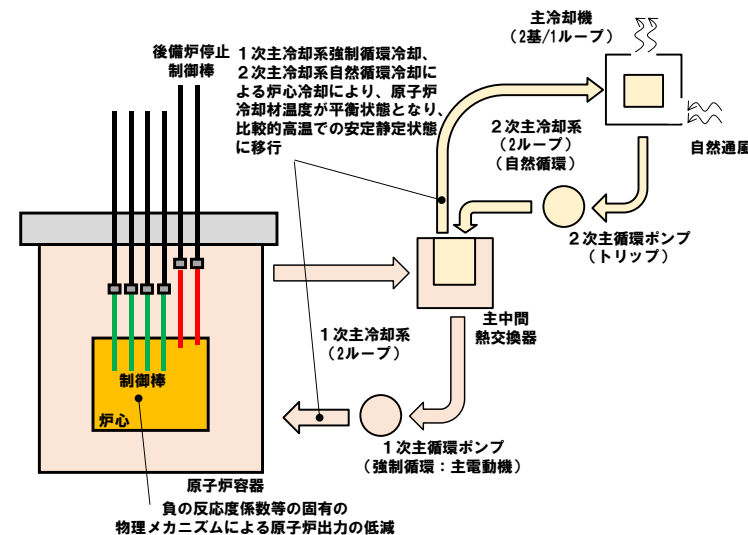 後備炉停止
制御棒
１次主冷却系強制循環冷却、
２次主冷却系自然循環冷却に
よる炉心冷却により、原子炉
冷却材温度が平衡状態となり、
比較的高温での安定静定状態
に移行
主冷却機
（2基/1ループ）
２次主冷却系
（2ループ）
（自然循環）
自然通風
２次主循環ポンプ
（トリップ）
主中間
熱交換器
１次主冷却系
（2ループ）
制御棒
炉心
１次主循環ポンプ
（強制循環：主電動機）
原子炉容器
負の反応度係数等の固有の
物理メカニズムによる原子炉出力の低減